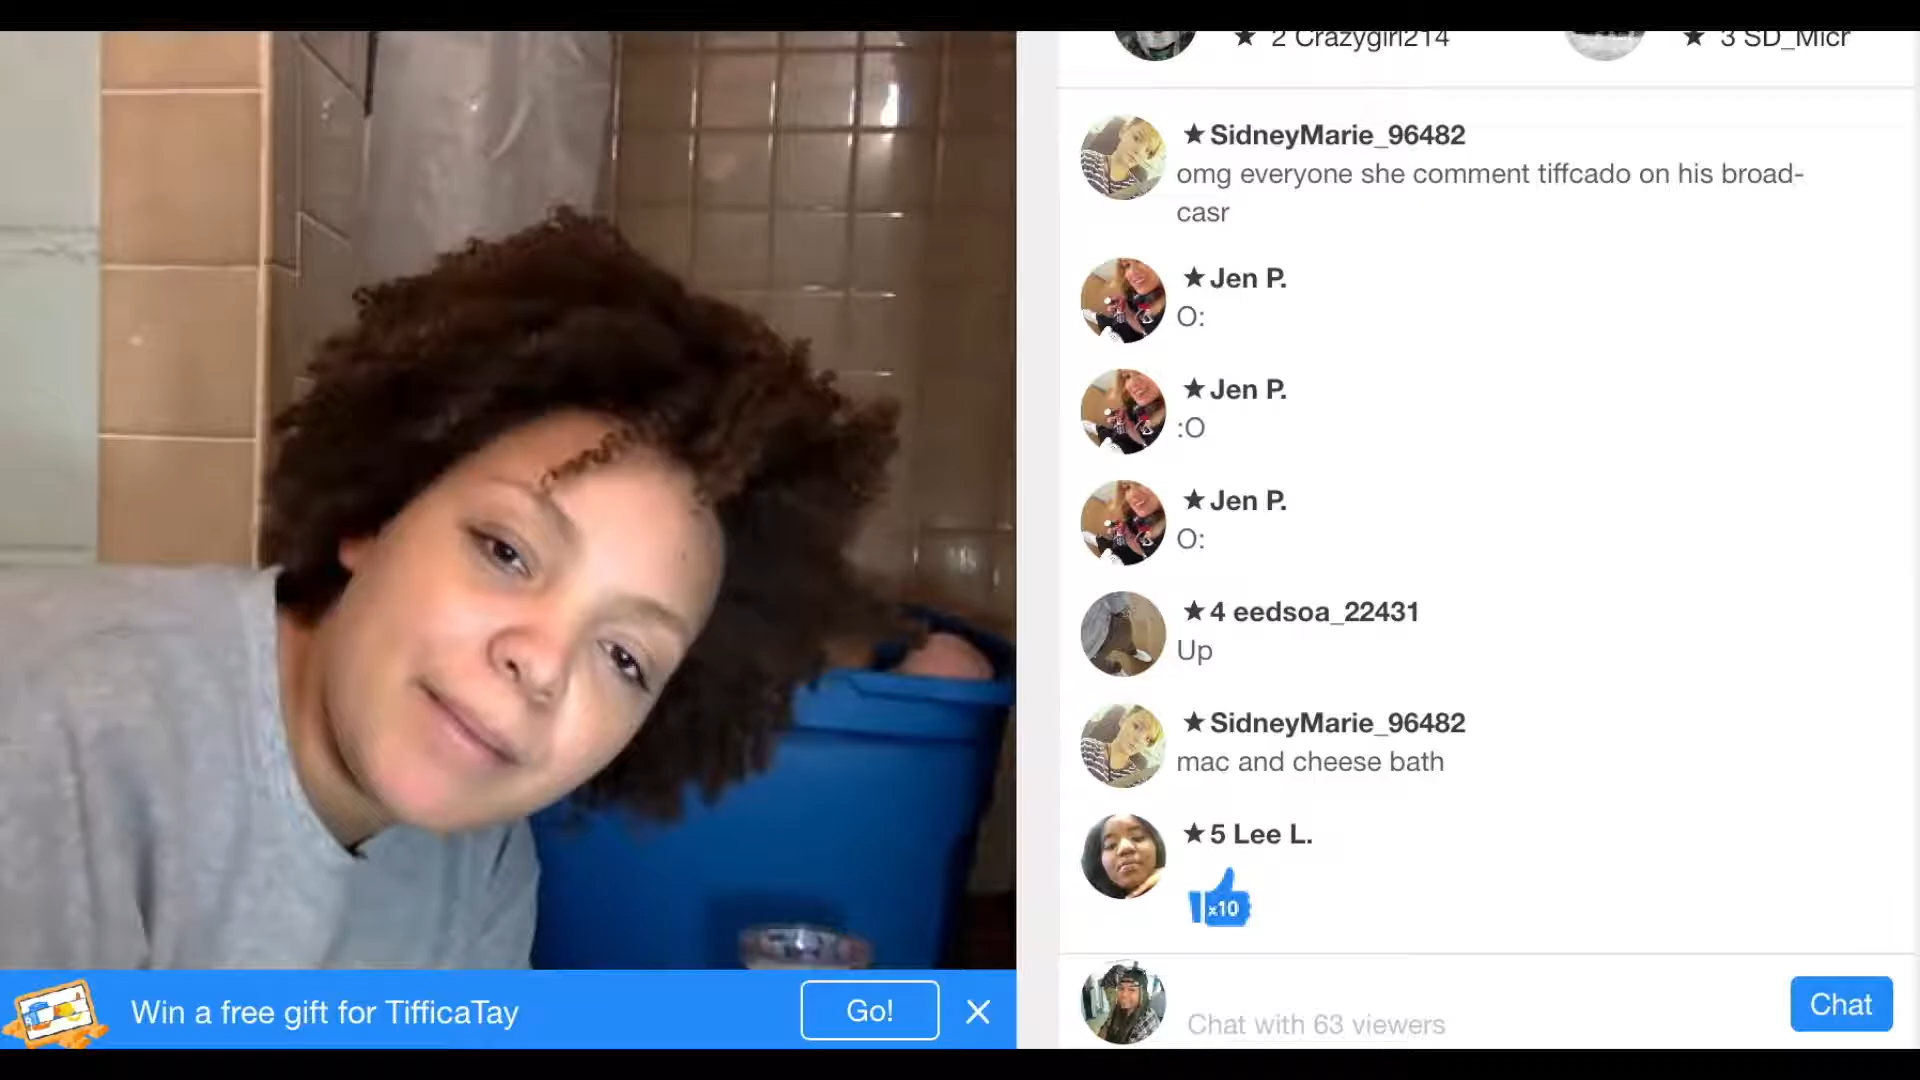 ★ 2 Crazygirl214
★ 3 SD_Micr
★ SidneyMarie_96482
omg everyone she comment tiffcado on his broad-
casr
★ Jen P.
O:
★ Jen P.
:O
★ Jen P.
O:
★ 4 eedsoa_22431
Up
★ SidneyMarie_96482
mac and cheese bath
★ 5 Lee L.
x10
Win a free gift for TifficaTay
Go!
Chat with 63 viewers
Chat